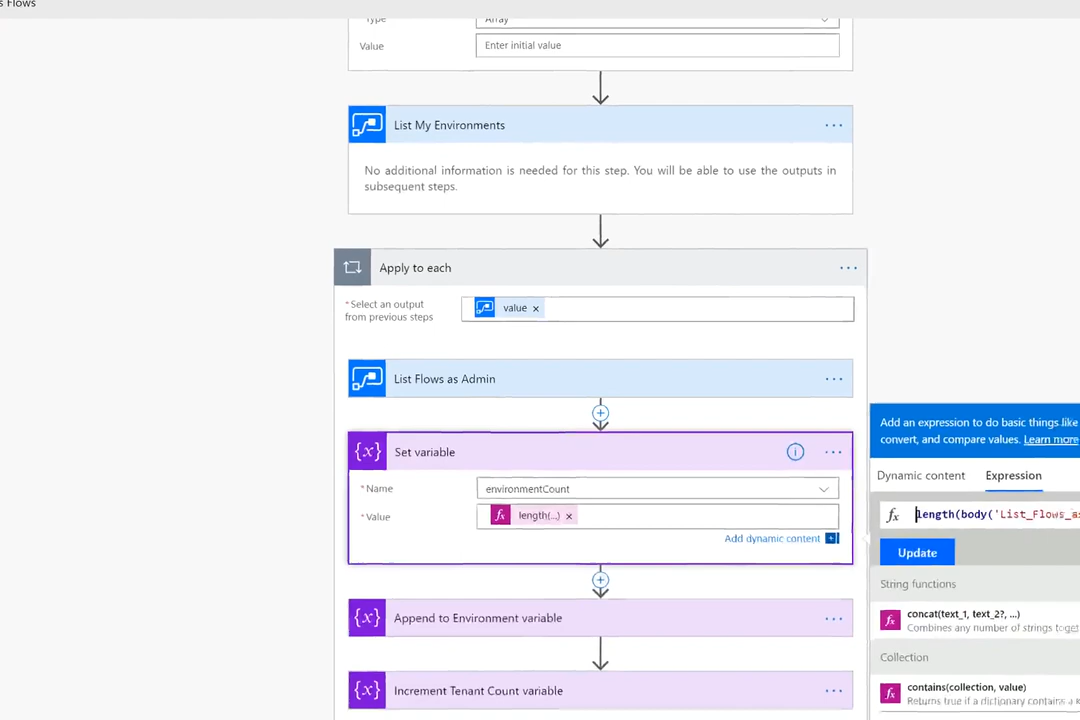 s Flows
Type Array
Value Enter initial value
List My Environments ...
No additional information is needed for this step. You will be able to use the outputs in
subsequent steps.
Apply to each ...
*Select an output
from previous steps
value ×
List Flows as Admin ...
{x} Set variable ...
*Name environmentCount
*Value fx length(...) ×
Add dynamic content
{x} Append to Environment variable ...
{x} Increment Tenant Count variable ...
Add an expression to do basic things like
convert, and compare values. Learn more
Dynamic content Expression
fx length(body('List_Flows_as
Update
String functions
fx concat(text_1, text_2?, ...)
Combines any number of strings toget
Collection
fx contains(collection, value)
Returns true if a dictionary contains a k